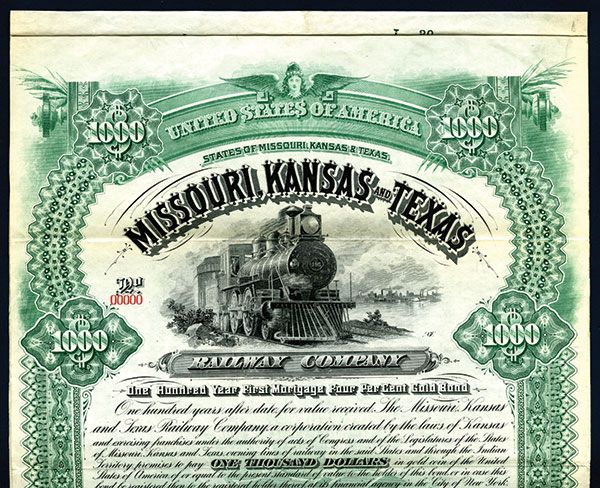 L 20
UNITED STATES OF AMERICA
$1000
$1000
STATES OF MISSOURI, KANSAS & TEXAS.
MISSOURI, KANSAS AND TEXAS
No.
00000
$1000
$1000
RAILWAY COMPANY
One Hundred Year First Mortgage Four Per Cent Gold Bond
One hundred years after date for value received, The Missouri, Kansas
and Texas Railway Company, a corporation created by the laws of Kansas
and exercising franchises under the authority of acts of Congress and of the Legislatures of the States
of Missouri, Kansas and Texas, owning lines of railway in the said States and through the Indian
Territory promises to pay ONE THOUSAND DOLLARS in gold coin of the United
States of America of or equal to the present standard of value to the holder of this bond or in case this
bond be registered then to the registered holder thereof at its financial agency in the City of New York